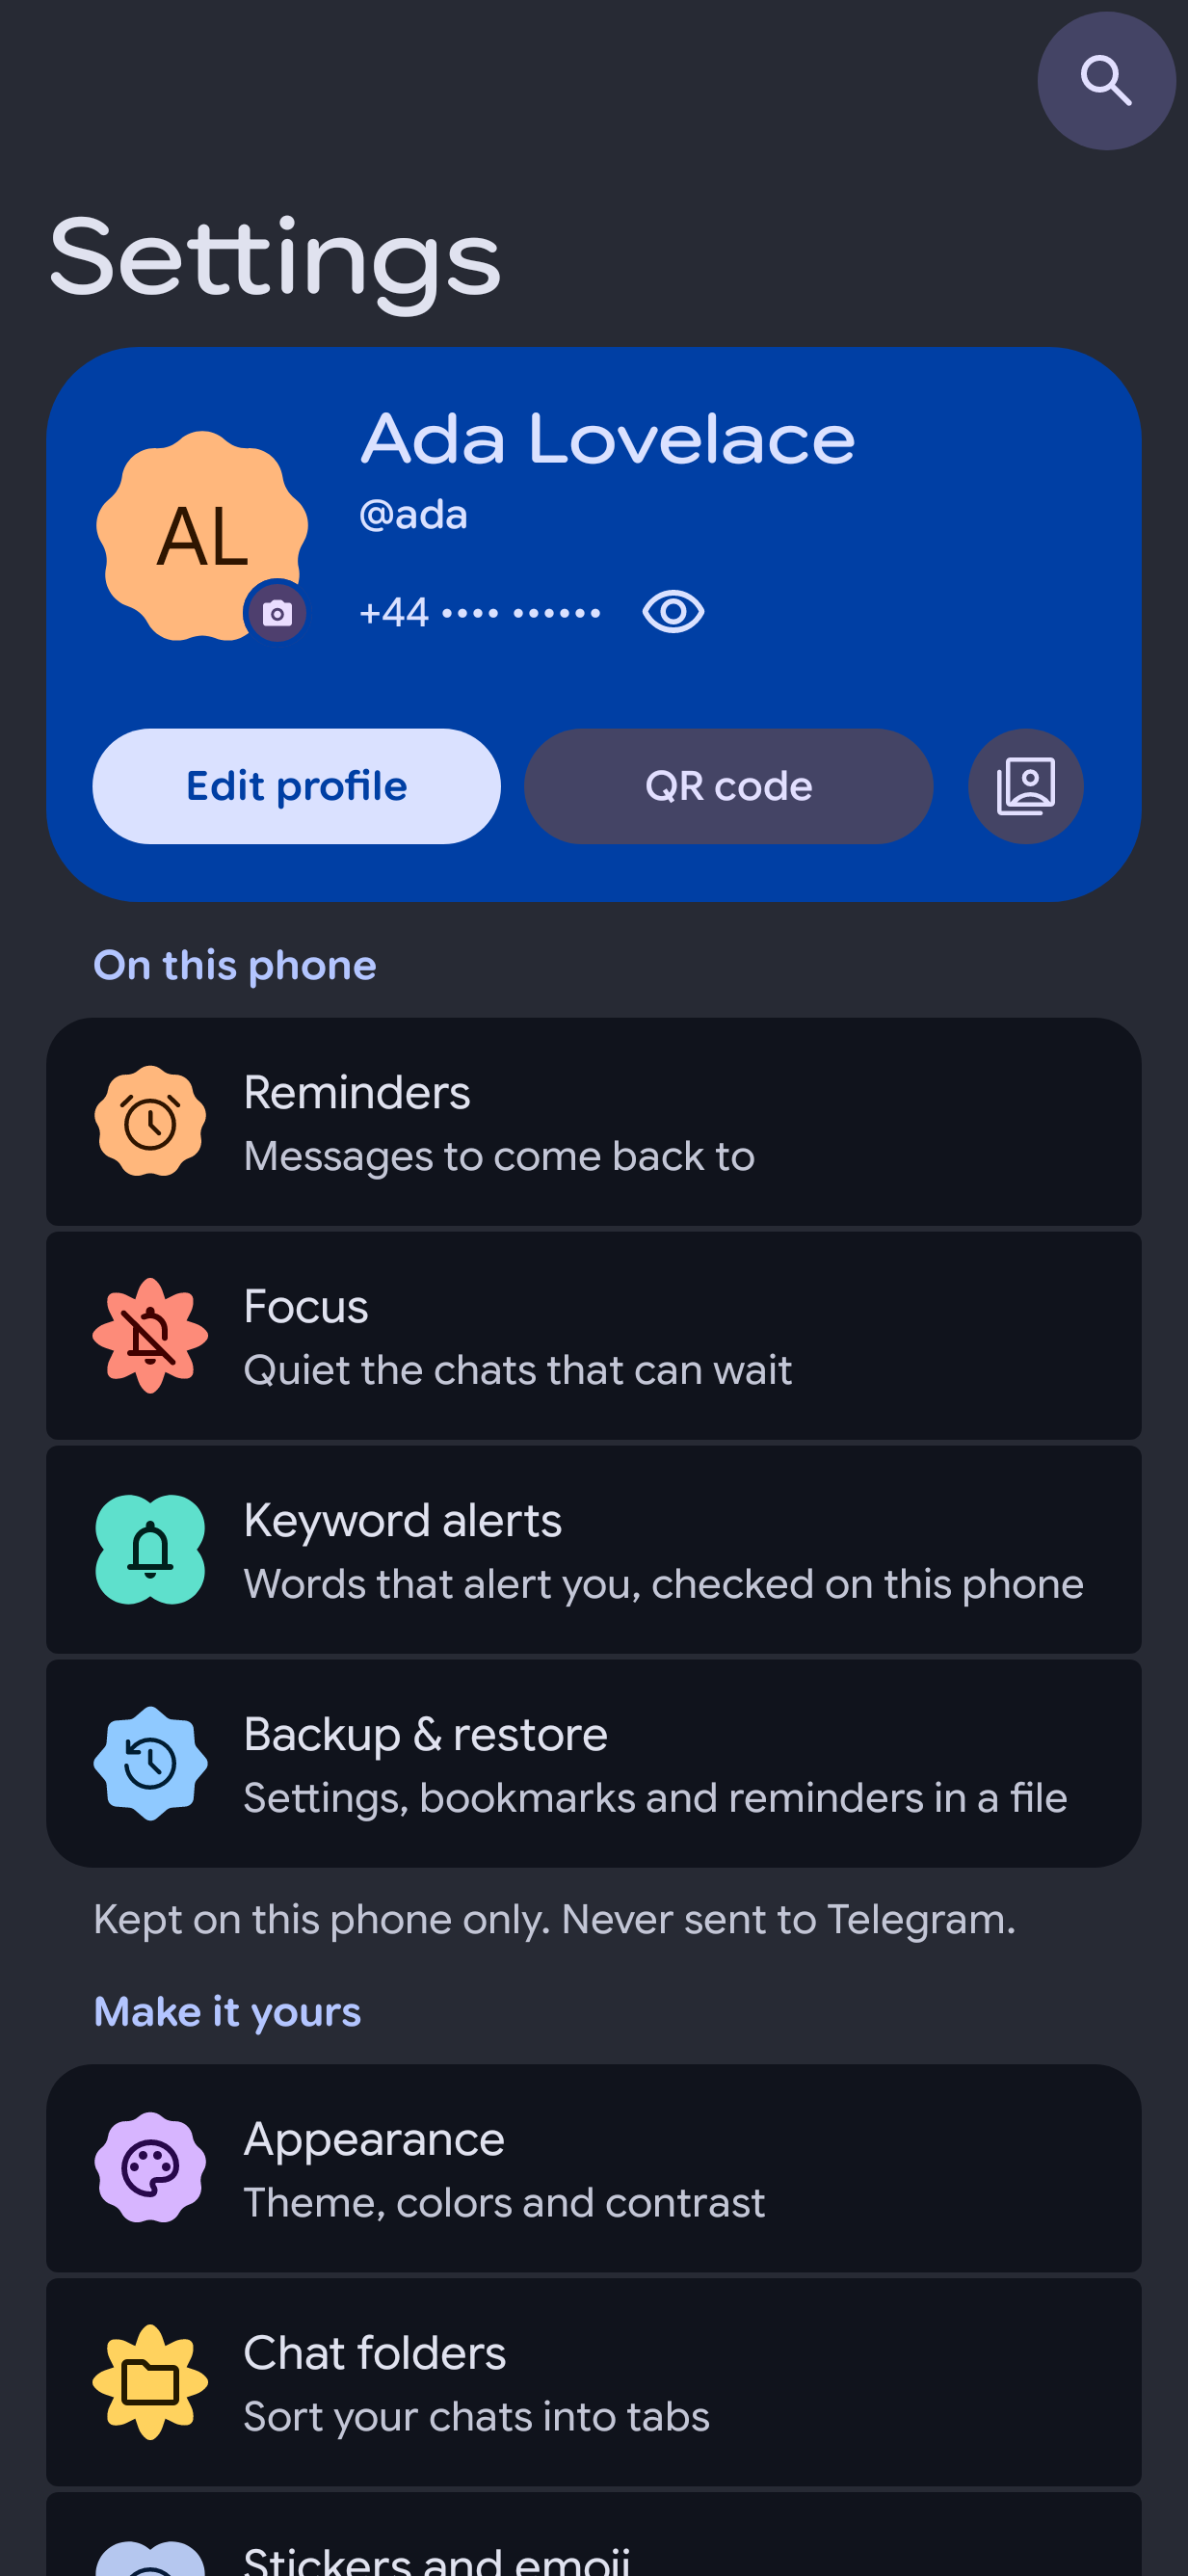 Settings
Ada Lovelace
AL
@ada
+44 •••• ••••••
Edit profile
QR code
On this phone
Reminders
Messages to come back to
Focus
Quiet the chats that can wait
Keyword alerts
Words that alert you, checked on this phone
Backup & restore
Settings, bookmarks and reminders in a file
Kept on this phone only. Never sent to Telegram.
Make it yours
Appearance
Theme, colors and contrast
Chat folders
Sort your chats into tabs
Stickers and emoji